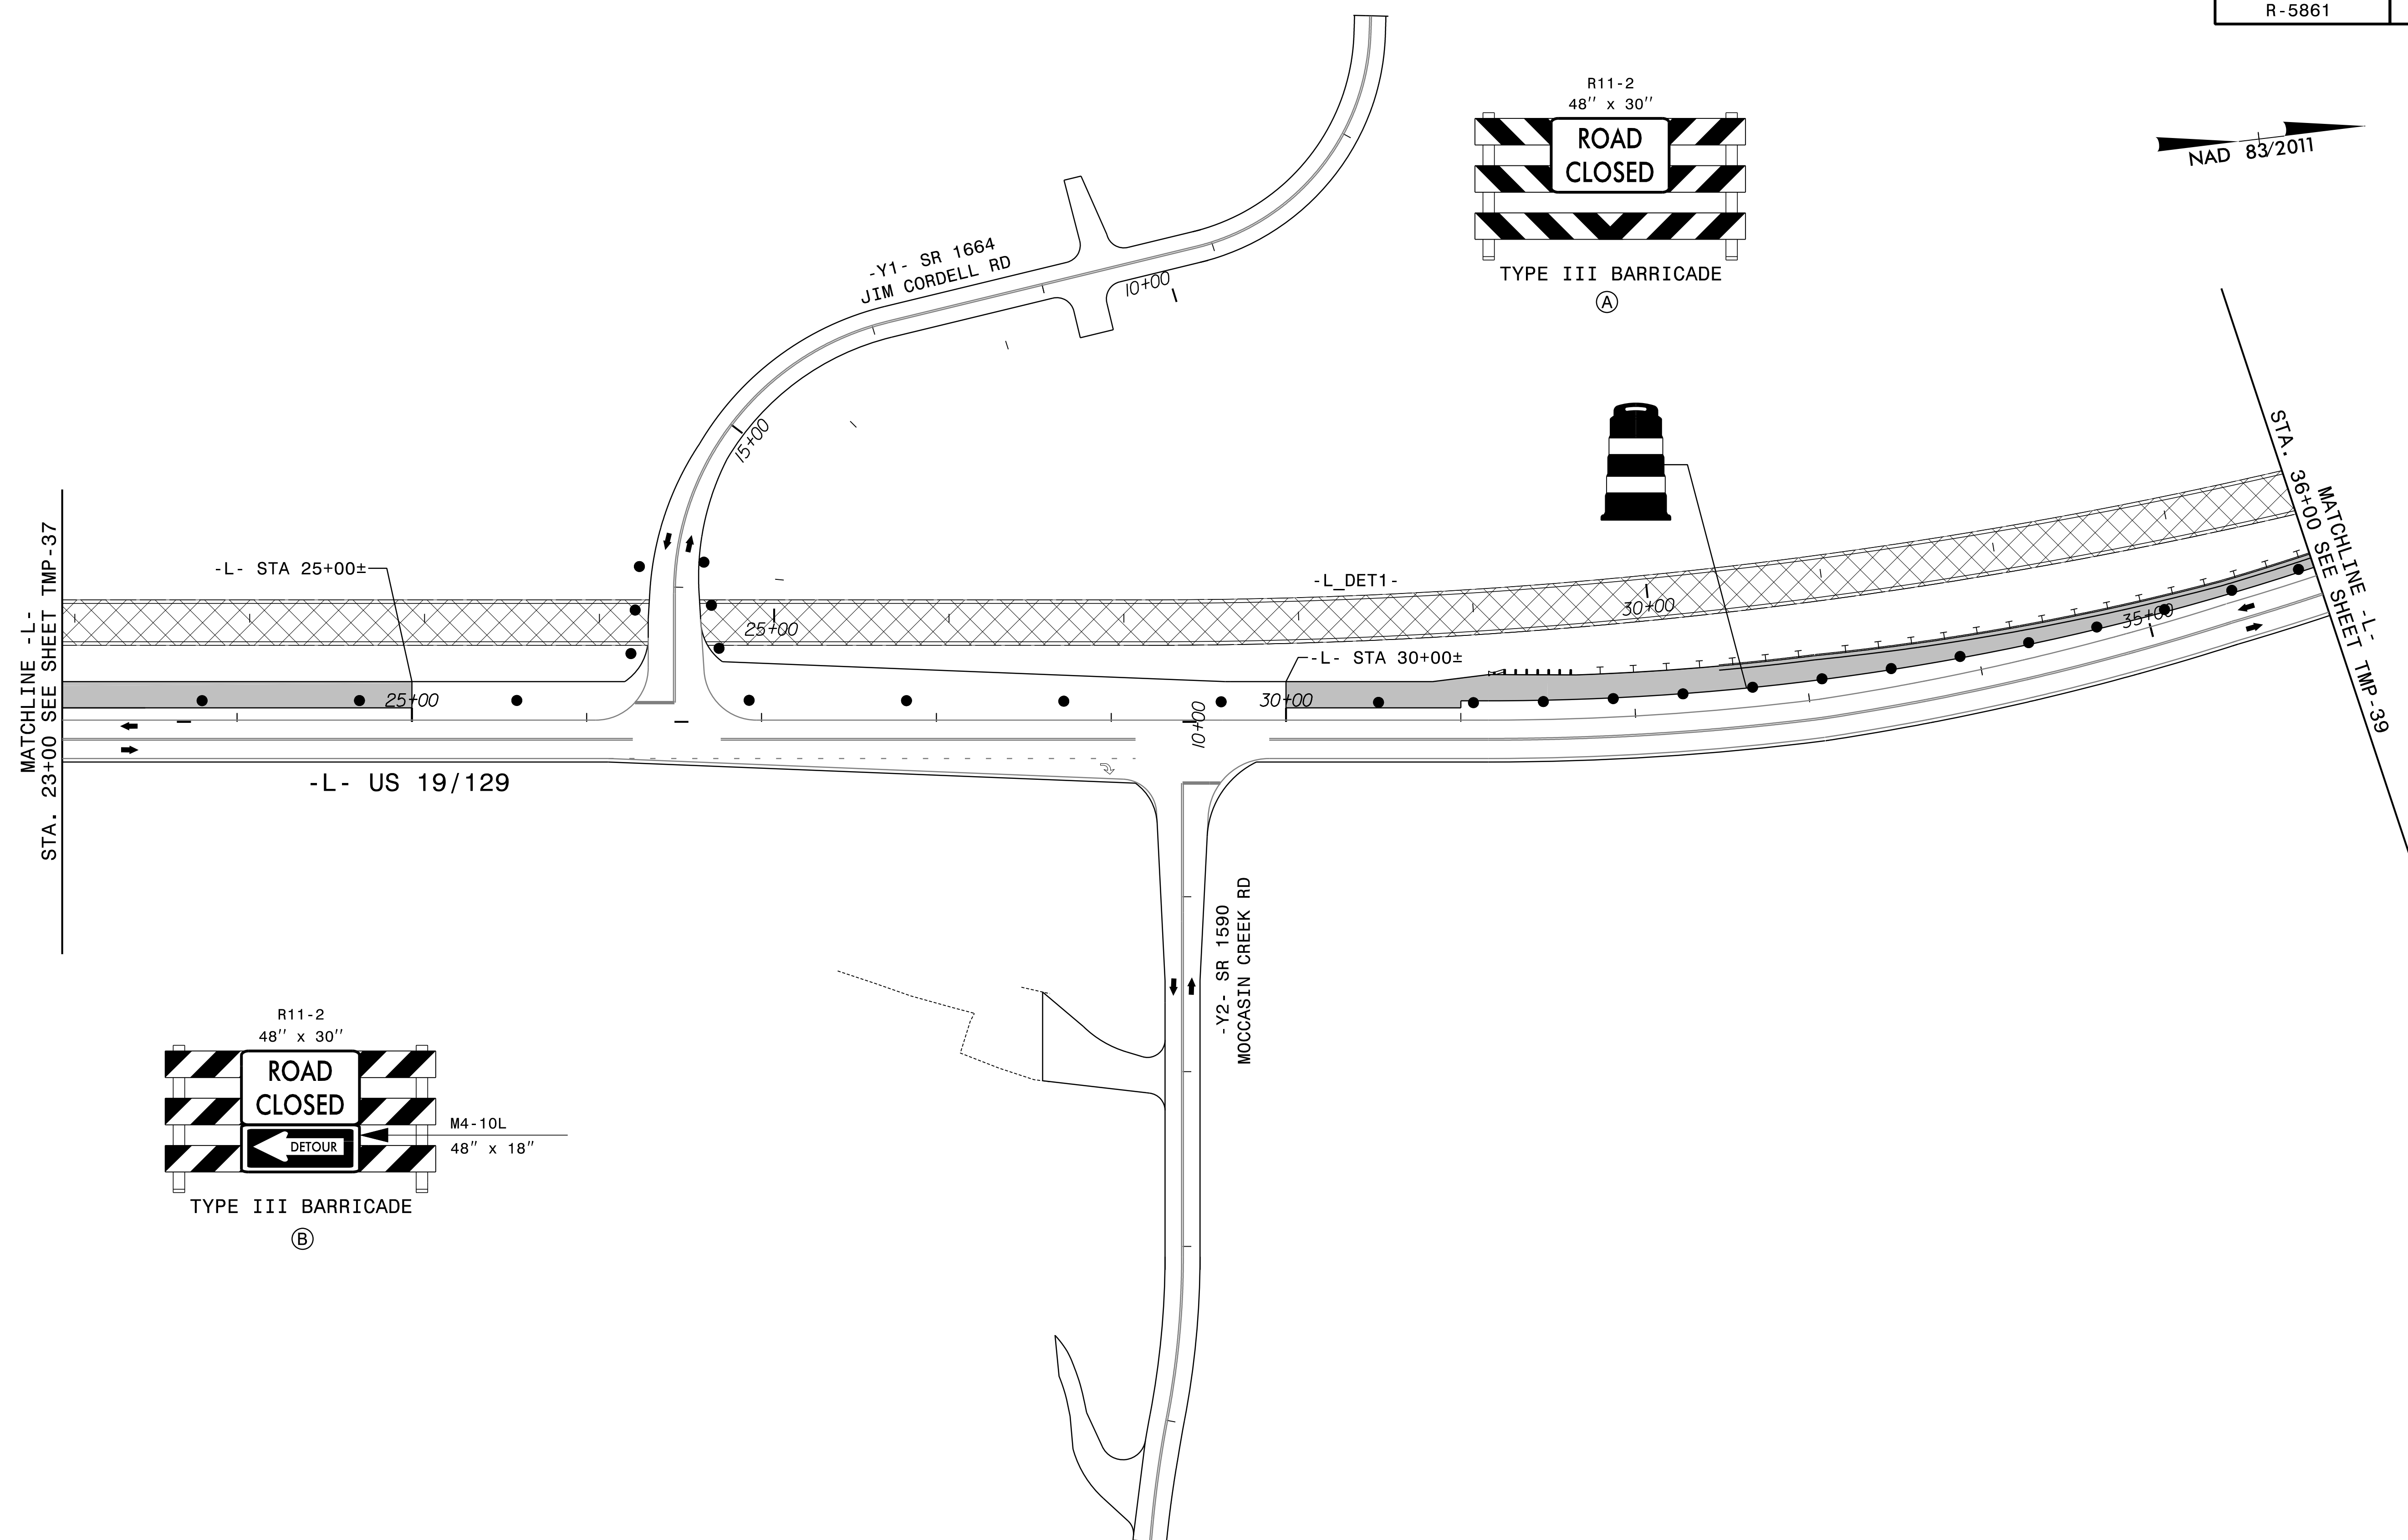 R-5861
R11-2
48" x 30"
ROAD
CLOSED
TYPE III BARRICADE
A
NAD 83/2011
-Y1- SR 1664
JIM CORDELL RD
10+00
15+00
MATCHLINE -L-
STA. 23+00 SEE SHEET TMP-37
-L- STA 25+00±
25+00
-L_DET1-
30+00
-L- STA 30+00±
25+00
30+00
35+00
10+00
STA. 36+00 SEE SHEET TMP-39
MATCHLINE -L-
-L- US 19/129
-Y2- SR 1590
MOCCASIN CREEK RD
R11-2
48" x 30"
ROAD
CLOSED
DETOUR
M4-10L
48" x 18"
TYPE III BARRICADE
B